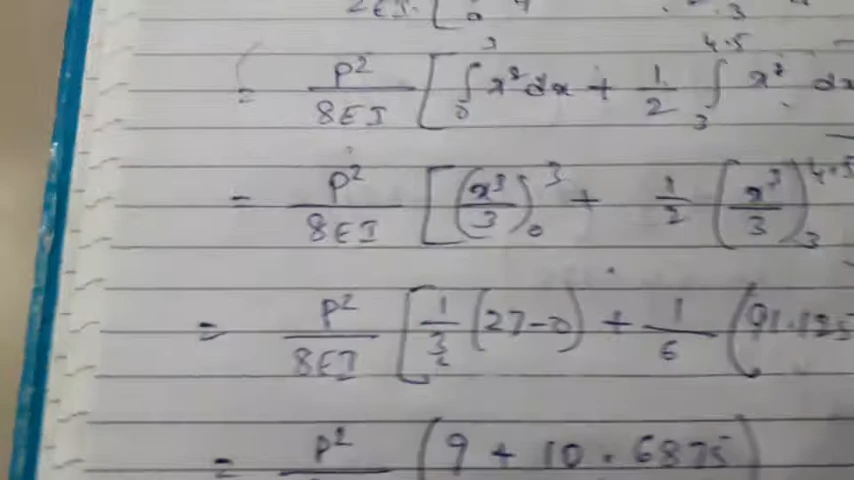 = P² / 8EI [ ∫₀³ x² dx + 1/2 ∫₃^4.5 x² dx
= P² / 8EI [ (x³/3)₀³ + 1/2 (x³/3)₃^4.5
= P² / 8EI [ 1/3 (27-0) + 1/6 (91.125
= P² (9 + 10.6875)